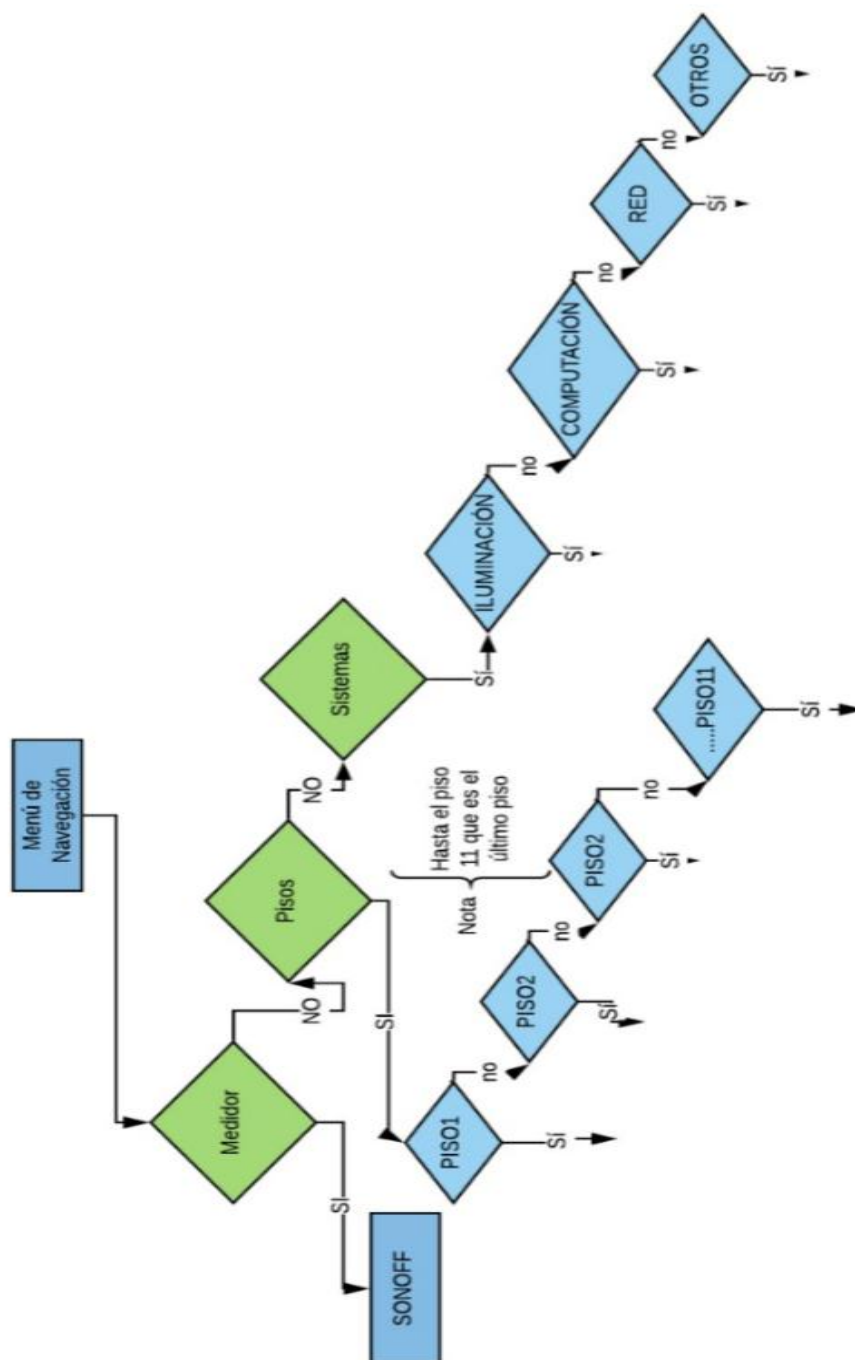 Menú de
Navegación
Medidor
NO
SI
SONOFF
Pisos
NO
SI
Sistemas
Sí
Nota
Hasta el piso
11 que es el
último piso
PISO1
no
Sí
PISO2
no
Sí
PISO2
no
Sí
.....PISO11
Sí
ILUMINACIÓN
no
Sí
COMPUTACIÓN
no
Sí
RED
no
Sí
OTROS
Sí